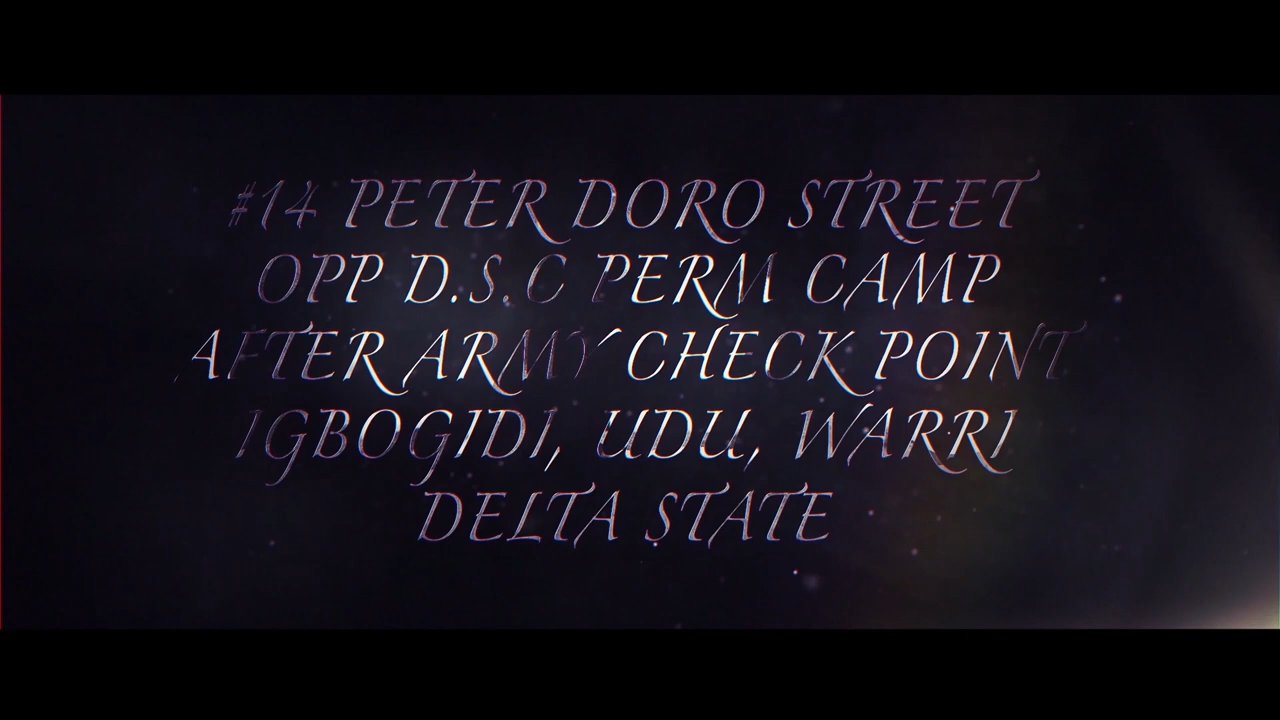 #14 PETER DORO STREET
OPP D.S.C PERM CAMP
AFTER ARMY CHECK POINT
IGBOGIDI, UDU, WARRI
DELTA STATE